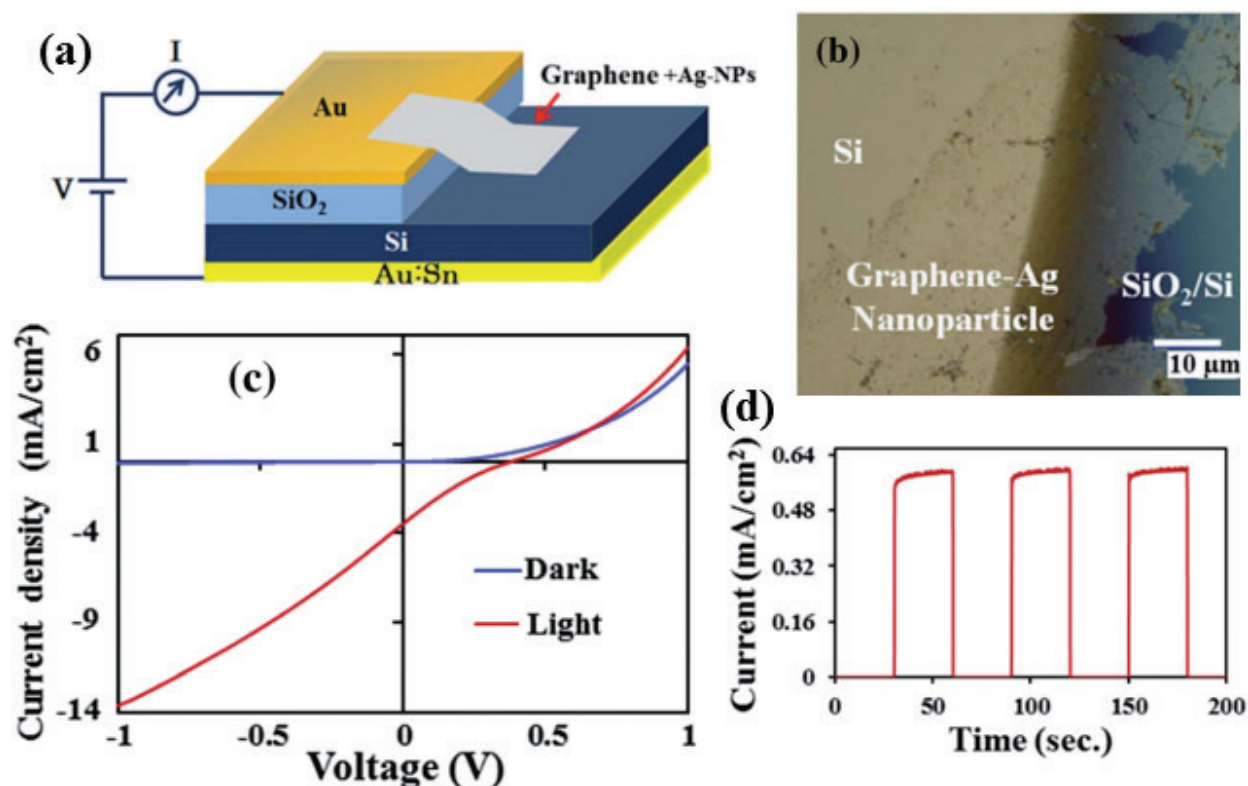 (a)
I
Au
Graphene +Ag-NPs
V
SiO₂
Si
Au:Sn
(b)
Si
Graphene-Ag
Nanoparticle
SiO₂/Si
10 µm
(c)
Current density (mA/cm²)
6
1
-4
-9
-14
Dark
Light
-1
-0.5
0
0.5
1
Voltage (V)
(d)
Current (mA/cm²)
0.64
0.48
0.32
0.16
0
0
50
100
150
200
Time (sec.)